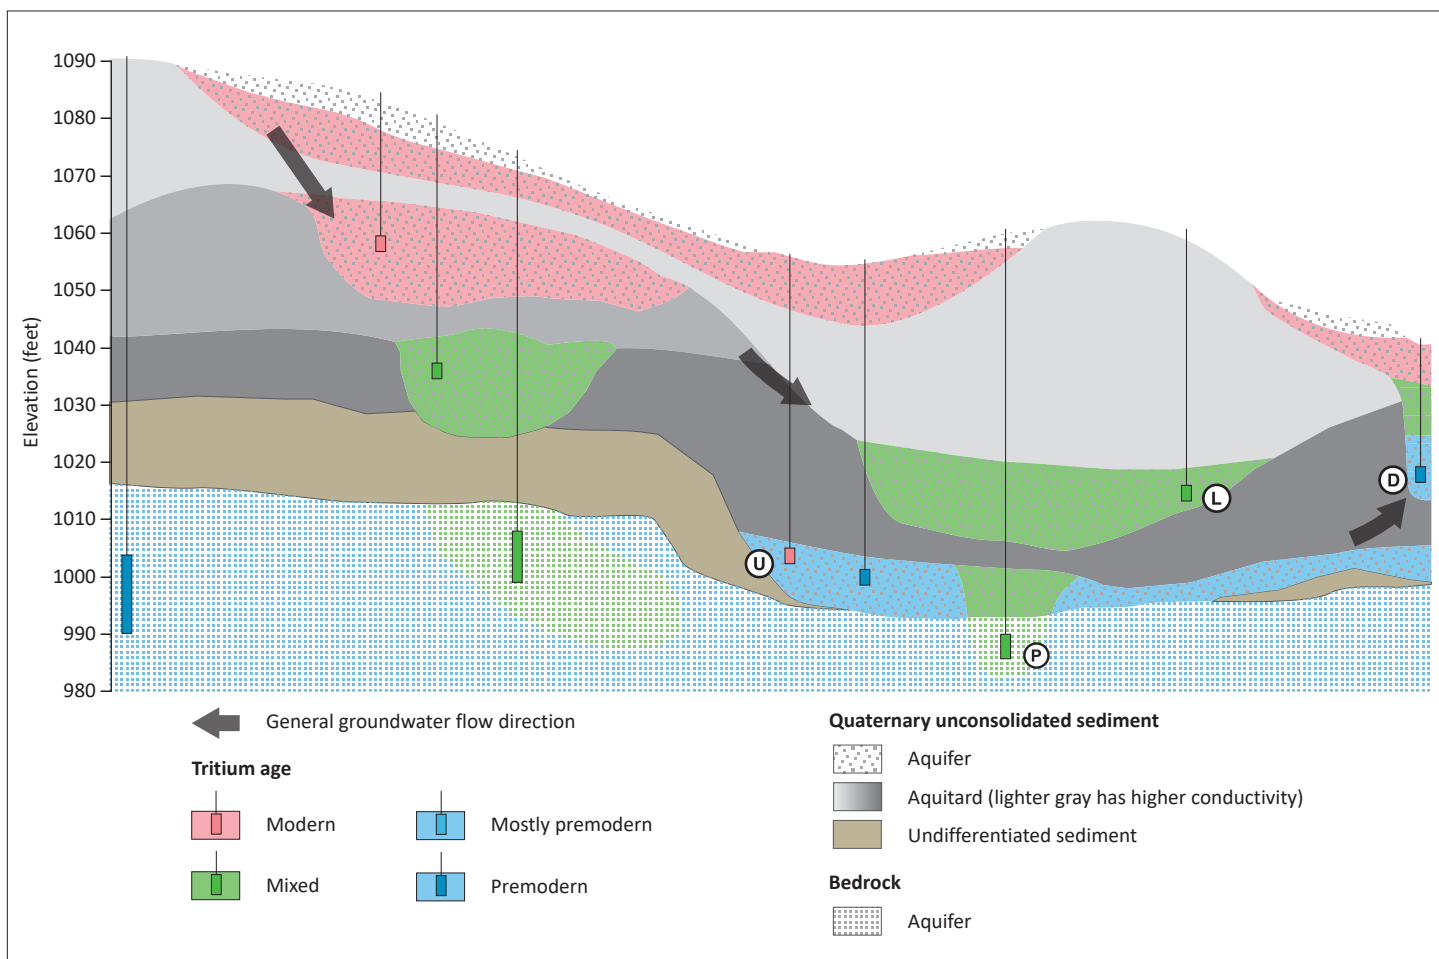 1090
1080
1070
1060
1050
1040
1030
1020
1010
1000
990
980
Elevation (feet)
U
P
L
D
General groundwater flow direction
Tritium age
Modern
Mostly premodern
Mixed
Premodern
Quaternary unconsolidated sediment
Aquifer
Aquitard (lighter gray has higher conductivity)
Undifferentiated sediment
Bedrock
Aquifer